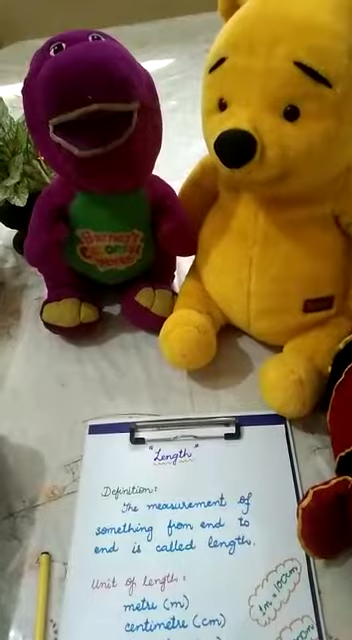 Barney's
"Length"
Definition:
The measurement of
something from end to
end is called length.
Unit of length:
metre (m)
centimetre (cm)
1m = 100cm